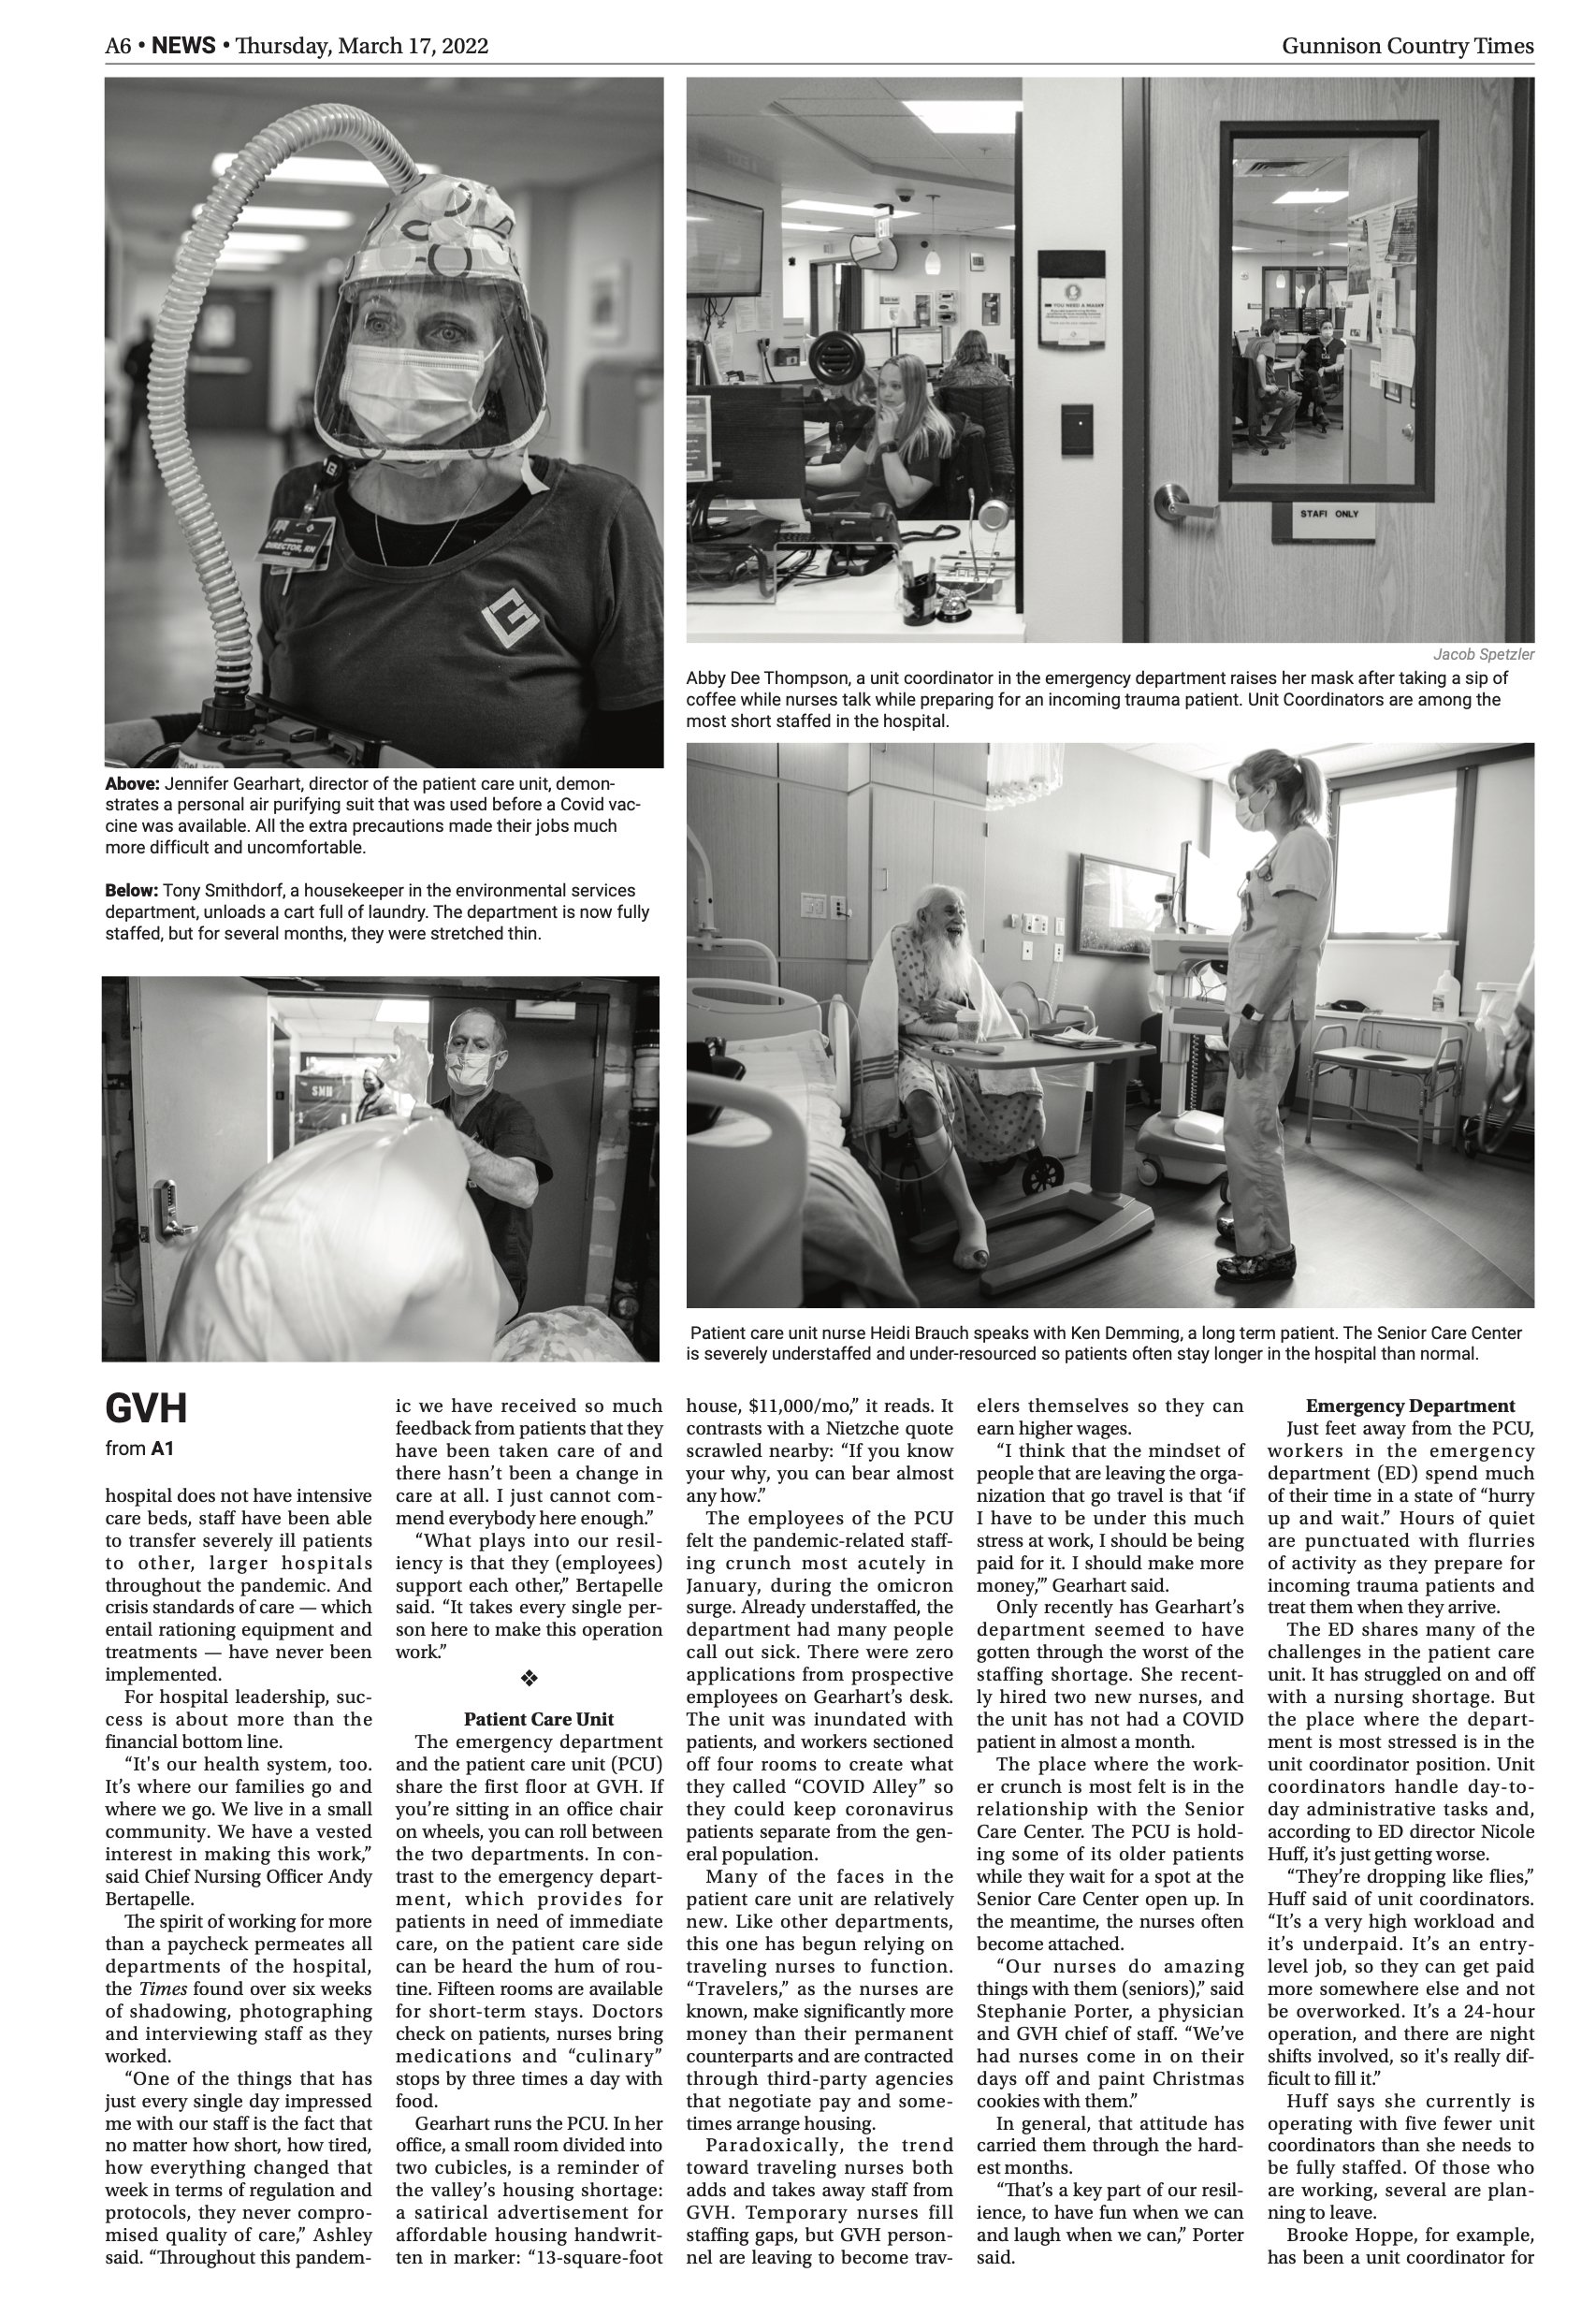 A6 • NEWS • Thursday, March 17, 2022
Gunnison Country Times
DIRECTOR, RN
YOU NEED A MASK
STAFF ONLY
Jacob Spetzler
Abby Dee Thompson, a unit coordinator in the emergency department raises her mask after taking a sip of
coffee while nurses talk while preparing for an incoming trauma patient. Unit Coordinators are among the
most short staffed in the hospital.
Above: Jennifer Gearhart, director of the patient care unit, demon-
strates a personal air purifying suit that was used before a Covid vac-
cine was available. All the extra precautions made their jobs much
more difficult and uncomfortable.
Below: Tony Smithdorf, a housekeeper in the environmental services
department, unloads a cart full of laundry. The department is now fully
staffed, but for several months, they were stretched thin.
Patient care unit nurse Heidi Brauch speaks with Ken Demming, a long term patient. The Senior Care Center
is severely understaffed and under-resourced so patients often stay longer in the hospital than normal.
GVH
from A1
hospital does not have intensive
care beds, staff have been able
to transfer severely ill patients
to other, larger hospitals
throughout the pandemic. And
crisis standards of care — which
entail rationing equipment and
treatments — have never been
implemented.
For hospital leadership, suc-
cess is about more than the
financial bottom line.
“It's our health system, too.
It’s where our families go and
where we go. We live in a small
community. We have a vested
interest in making this work,”
said Chief Nursing Officer Andy
Bertapelle.
The spirit of working for more
than a paycheck permeates all
departments of the hospital,
the Times found over six weeks
of shadowing, photographing
and interviewing staff as they
worked.
“One of the things that has
just every single day impressed
me with our staff is the fact that
no matter how short, how tired,
how everything changed that
week in terms of regulation and
protocols, they never compro-
mised quality of care,” Ashley
said. “Throughout this pandem-
ic we have received so much
feedback from patients that they
have been taken care of and
there hasn’t been a change in
care at all. I just cannot com-
mend everybody here enough.”
“What plays into our resil-
iency is that they (employees)
support each other,” Bertapelle
said. “It takes every single per-
son here to make this operation
work.”
❖
Patient Care Unit
The emergency department
and the patient care unit (PCU)
share the first floor at GVH. If
you’re sitting in an office chair
on wheels, you can roll between
the two departments. In con-
trast to the emergency depart-
ment, which provides for
patients in need of immediate
care, on the patient care side
can be heard the hum of rou-
tine. Fifteen rooms are available
for short-term stays. Doctors
check on patients, nurses bring
medications and “culinary”
stops by three times a day with
food.
Gearhart runs the PCU. In her
office, a small room divided into
two cubicles, is a reminder of
the valley’s housing shortage:
a satirical advertisement for
affordable housing handwrit-
ten in marker: “13-square-foot
house, $11,000/mo,” it reads. It
contrasts with a Nietzche quote
scrawled nearby: “If you know
your why, you can bear almost
any how.”
The employees of the PCU
felt the pandemic-related staff-
ing crunch most acutely in
January, during the omicron
surge. Already understaffed, the
department had many people
call out sick. There were zero
applications from prospective
employees on Gearhart’s desk.
The unit was inundated with
patients, and workers sectioned
off four rooms to create what
they called “COVID Alley” so
they could keep coronavirus
patients separate from the gen-
eral population.
Many of the faces in the
patient care unit are relatively
new. Like other departments,
this one has begun relying on
traveling nurses to function.
“Travelers,” as the nurses are
known, make significantly more
money than their permanent
counterparts and are contracted
through third-party agencies
that negotiate pay and some-
times arrange housing.
Paradoxically, the trend
toward traveling nurses both
adds and takes away staff from
GVH. Temporary nurses fill
staffing gaps, but GVH person-
nel are leaving to become trav-
elers themselves so they can
earn higher wages.
“I think that the mindset of
people that are leaving the orga-
nization that go travel is that ‘if
I have to be under this much
stress at work, I should be being
paid for it. I should make more
money,’” Gearhart said.
Only recently has Gearhart’s
department seemed to have
gotten through the worst of the
staffing shortage. She recent-
ly hired two new nurses, and
the unit has not had a COVID
patient in almost a month.
The place where the work-
er crunch is most felt is in the
relationship with the Senior
Care Center. The PCU is hold-
ing some of its older patients
while they wait for a spot at the
Senior Care Center open up. In
the meantime, the nurses often
become attached.
“Our nurses do amazing
things with them (seniors),” said
Stephanie Porter, a physician
and GVH chief of staff. “We’ve
had nurses come in on their
days off and paint Christmas
cookies with them.”
In general, that attitude has
carried them through the hard-
est months.
“That’s a key part of our resil-
ience, to have fun when we can
and laugh when we can,” Porter
said.
Emergency Department
Just feet away from the PCU,
workers in the emergency
department (ED) spend much
of their time in a state of “hurry
up and wait.” Hours of quiet
are punctuated with flurries
of activity as they prepare for
incoming trauma patients and
treat them when they arrive.
The ED shares many of the
challenges in the patient care
unit. It has struggled on and off
with a nursing shortage. But
the place where the depart-
ment is most stressed is in the
unit coordinator position. Unit
coordinators handle day-to-
day administrative tasks and,
according to ED director Nicole
Huff, it’s just getting worse.
“They’re dropping like flies,”
Huff said of unit coordinators.
“It’s a very high workload and
it’s underpaid. It’s an entry-
level job, so they can get paid
more somewhere else and not
be overworked. It’s a 24-hour
operation, and there are night
shifts involved, so it's really dif-
ficult to fill it.”
Huff says she currently is
operating with five fewer unit
coordinators than she needs to
be fully staffed. Of those who
are working, several are plan-
ning to leave.
Brooke Hoppe, for example,
has been a unit coordinator for